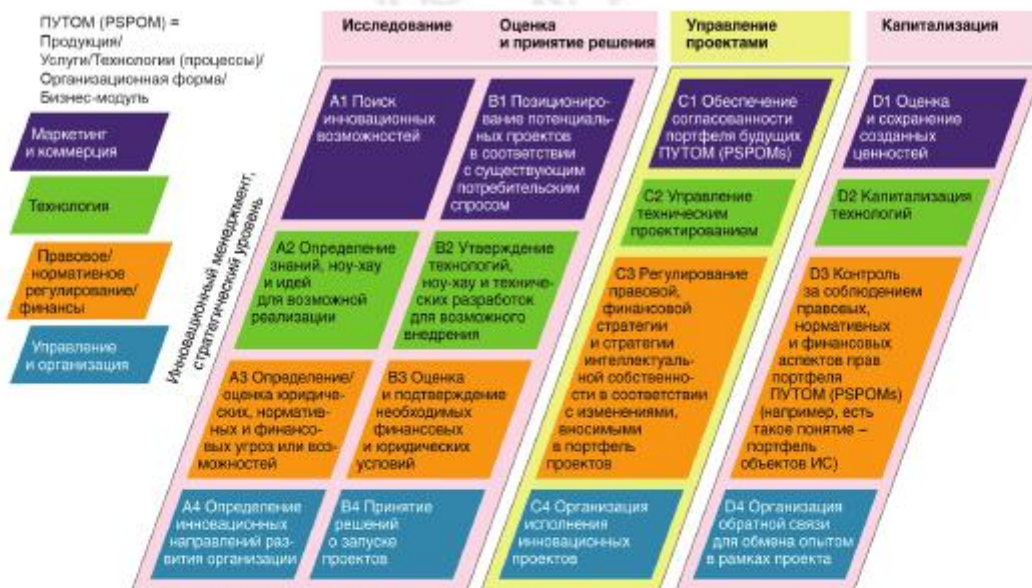 ПУТОМ (PSPOM) =
Продукция/
Услуги/Технологии (процессы)/
Организационная форма/
Бизнес-модуль
Маркетинг
и коммерция
Технология
Правовое/
нормативное
регулирование/
финансы
Управление
и организация
Инновационный менеджмент,
стратегический уровень
Исследование
Оценка
и принятие решения
Управление
проектами
Капитализация
A1 Поиск
инновационных
возможностей
B1 Позициониро-
вание потенциаль-
ных проектов
в соответствии
с существующим
потребительским
спросом
C1 Обеспечение
согласованности
портфеля будущих
ПУТОМ (PSPOMs)
D1 Оценка
и сохранение
созданных
ценностей
A2 Определение
знаний, ноу-хау
и идей
для возможной
реализации
B2 Утверждение
технологий,
ноу-хау и техни-
ческих разработок
для возможного
внедрения
C2 Управление
техническим
проектированием
D2 Капитализация
технологий
A3 Определение/
оценка юридичес-
ких, норматив-
ных и финансо-
вых угроз или воз-
можностей
B3 Оценка
и подтверждение
необходимых
финансовых
и юридических
условий
C3 Регулирование
правовой,
финансовой
стратегии
и стратегии
интеллектуаль-
ной собственно-
сти в соответствии
с изменениями,
вносимыми
в портфель
проектов
D3 Контроль
за соблюдением
правовых,
нормативных
и финансовых
аспектов прав
портфеля
ПУТОМ (PSPOMs)
(например, есть
такое понятие –
портфель
объектов ИС)
A4 Определение
инновационных
направлений раз-
вития организации
B4 Принятие
решений
о запуске
проектов
C4 Организация
исполнения
инновационных
проектов
D4 Организация
обратной связи
для обмена опытом
в рамках проекта